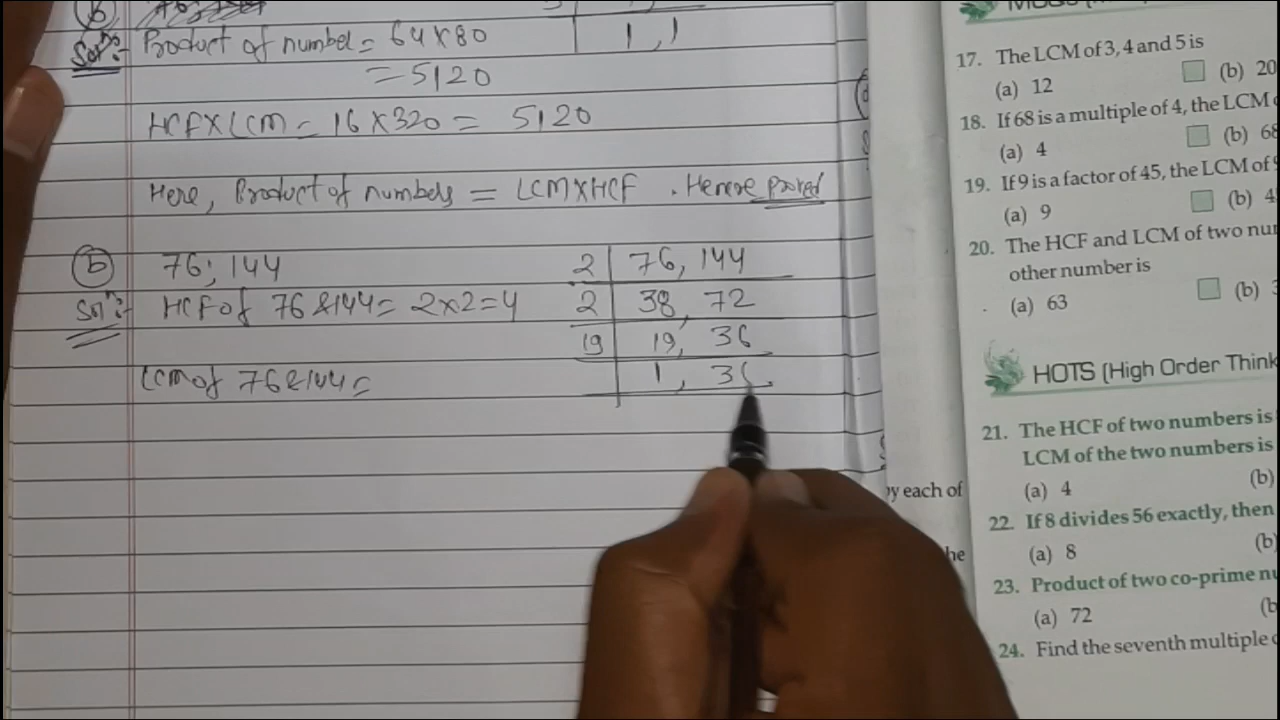 (b)
Soln:- Product of number = 64×80
= 5120
1, 1
HCF×LCM = 16×320 = 5120
Here, Product of numbers = LCM×HCF . Hence proved
(b) 76, 144
2 | 76, 144
Soln:- HCF of 76 & 144 = 2×2=4
2 | 38, 72
19 | 19, 36
LCM of 76 & 144 =
1, 36
17. The LCM of 3, 4 and 5 is
(a) 12 (b) 20
18. If 68 is a multiple of 4, the LCM
(a) 4 (b) 68
19. If 9 is a factor of 45, the LCM of
(a) 9 (b) 4
20. The HCF and LCM of two nu
other number is
(a) 63 (b)
HOTS (High Order Think
21. The HCF of two numbers is
LCM of the two numbers is
(a) 4 (b)
by each of
22. If 8 divides 56 exactly, then
(a) 8 (b)
he
23. Product of two co-prime nu
(a) 72 (b
24. Find the seventh multiple